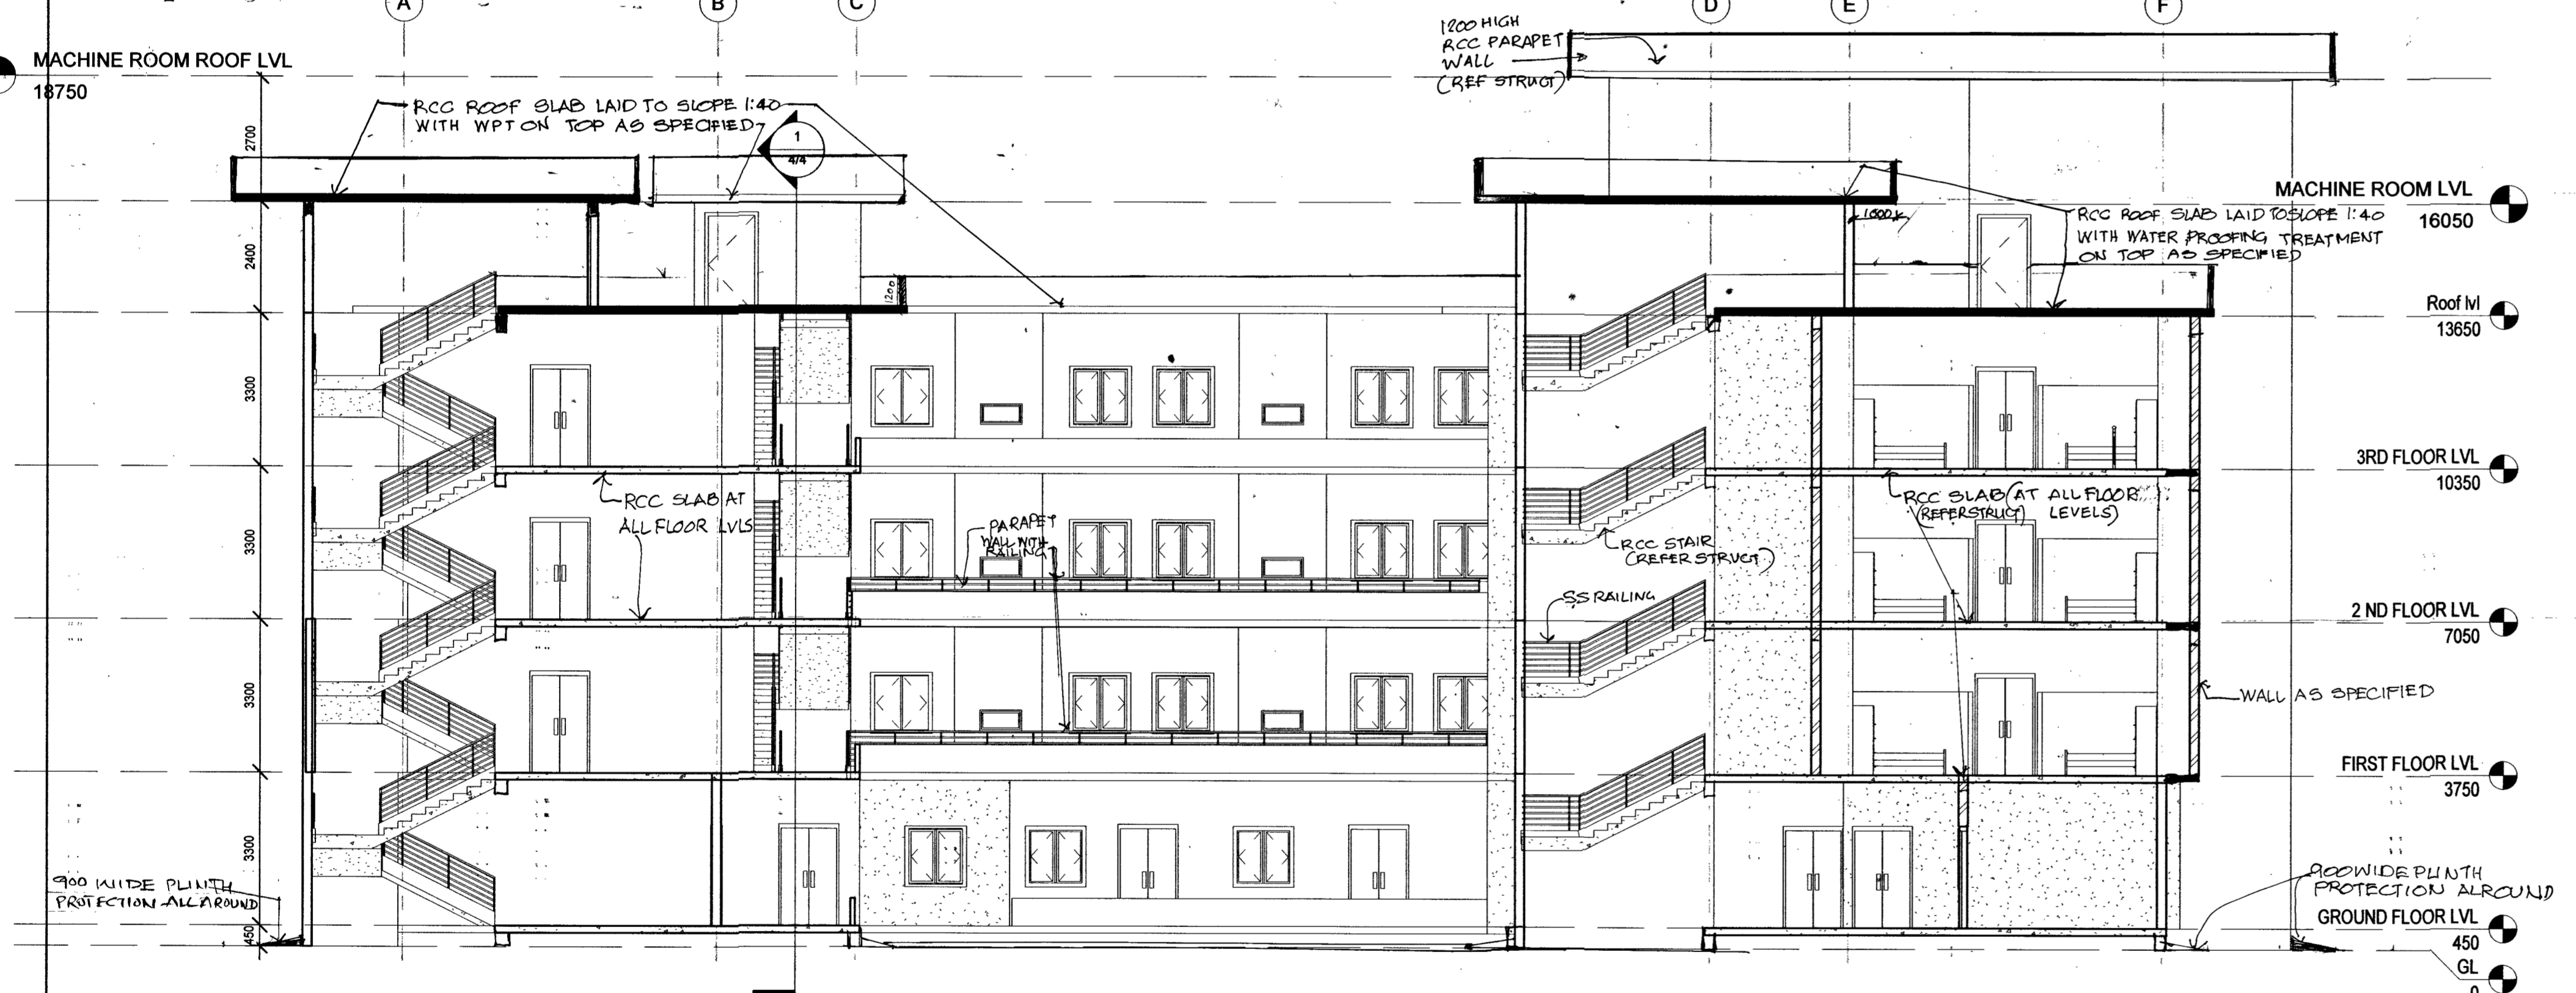 A
B
C
D
E
F
MACHINE ROOM ROOF LVL
18750
1200 HIGH
RCC PARAPET
WALL
(REF STRUCT)
RCC ROOF SLAB LAID TO SLOPE 1:40
WITH WPT ON TOP AS SPECIFIED
1
4/4
2700
MACHINE ROOM LVL
16050
RCC ROOF SLAB LAID TO SLOPE 1:40
WITH WATER PROOFING TREATMENT
ON TOP AS SPECIFIED
2400
1200
Roof lvl
13650
3300
3RD FLOOR LVL
10350
RCC SLAB AT
ALL FLOOR LVLS
PARAPET
WALL WITH
RAILING
RCC STAIR
(REFER STRUCT)
RCC SLAB (AT ALL FLOOR
(REFER STRUCT) LEVELS)
3300
SS RAILING
2 ND FLOOR LVL
7050
3300
WALL AS SPECIFIED
FIRST FLOOR LVL
3750
3300
900 WIDE PLINTH
PROTECTION ALL AROUND
900 WIDE PLINTH
PROTECTION ALROUND
450
GROUND FLOOR LVL
450
GL
0